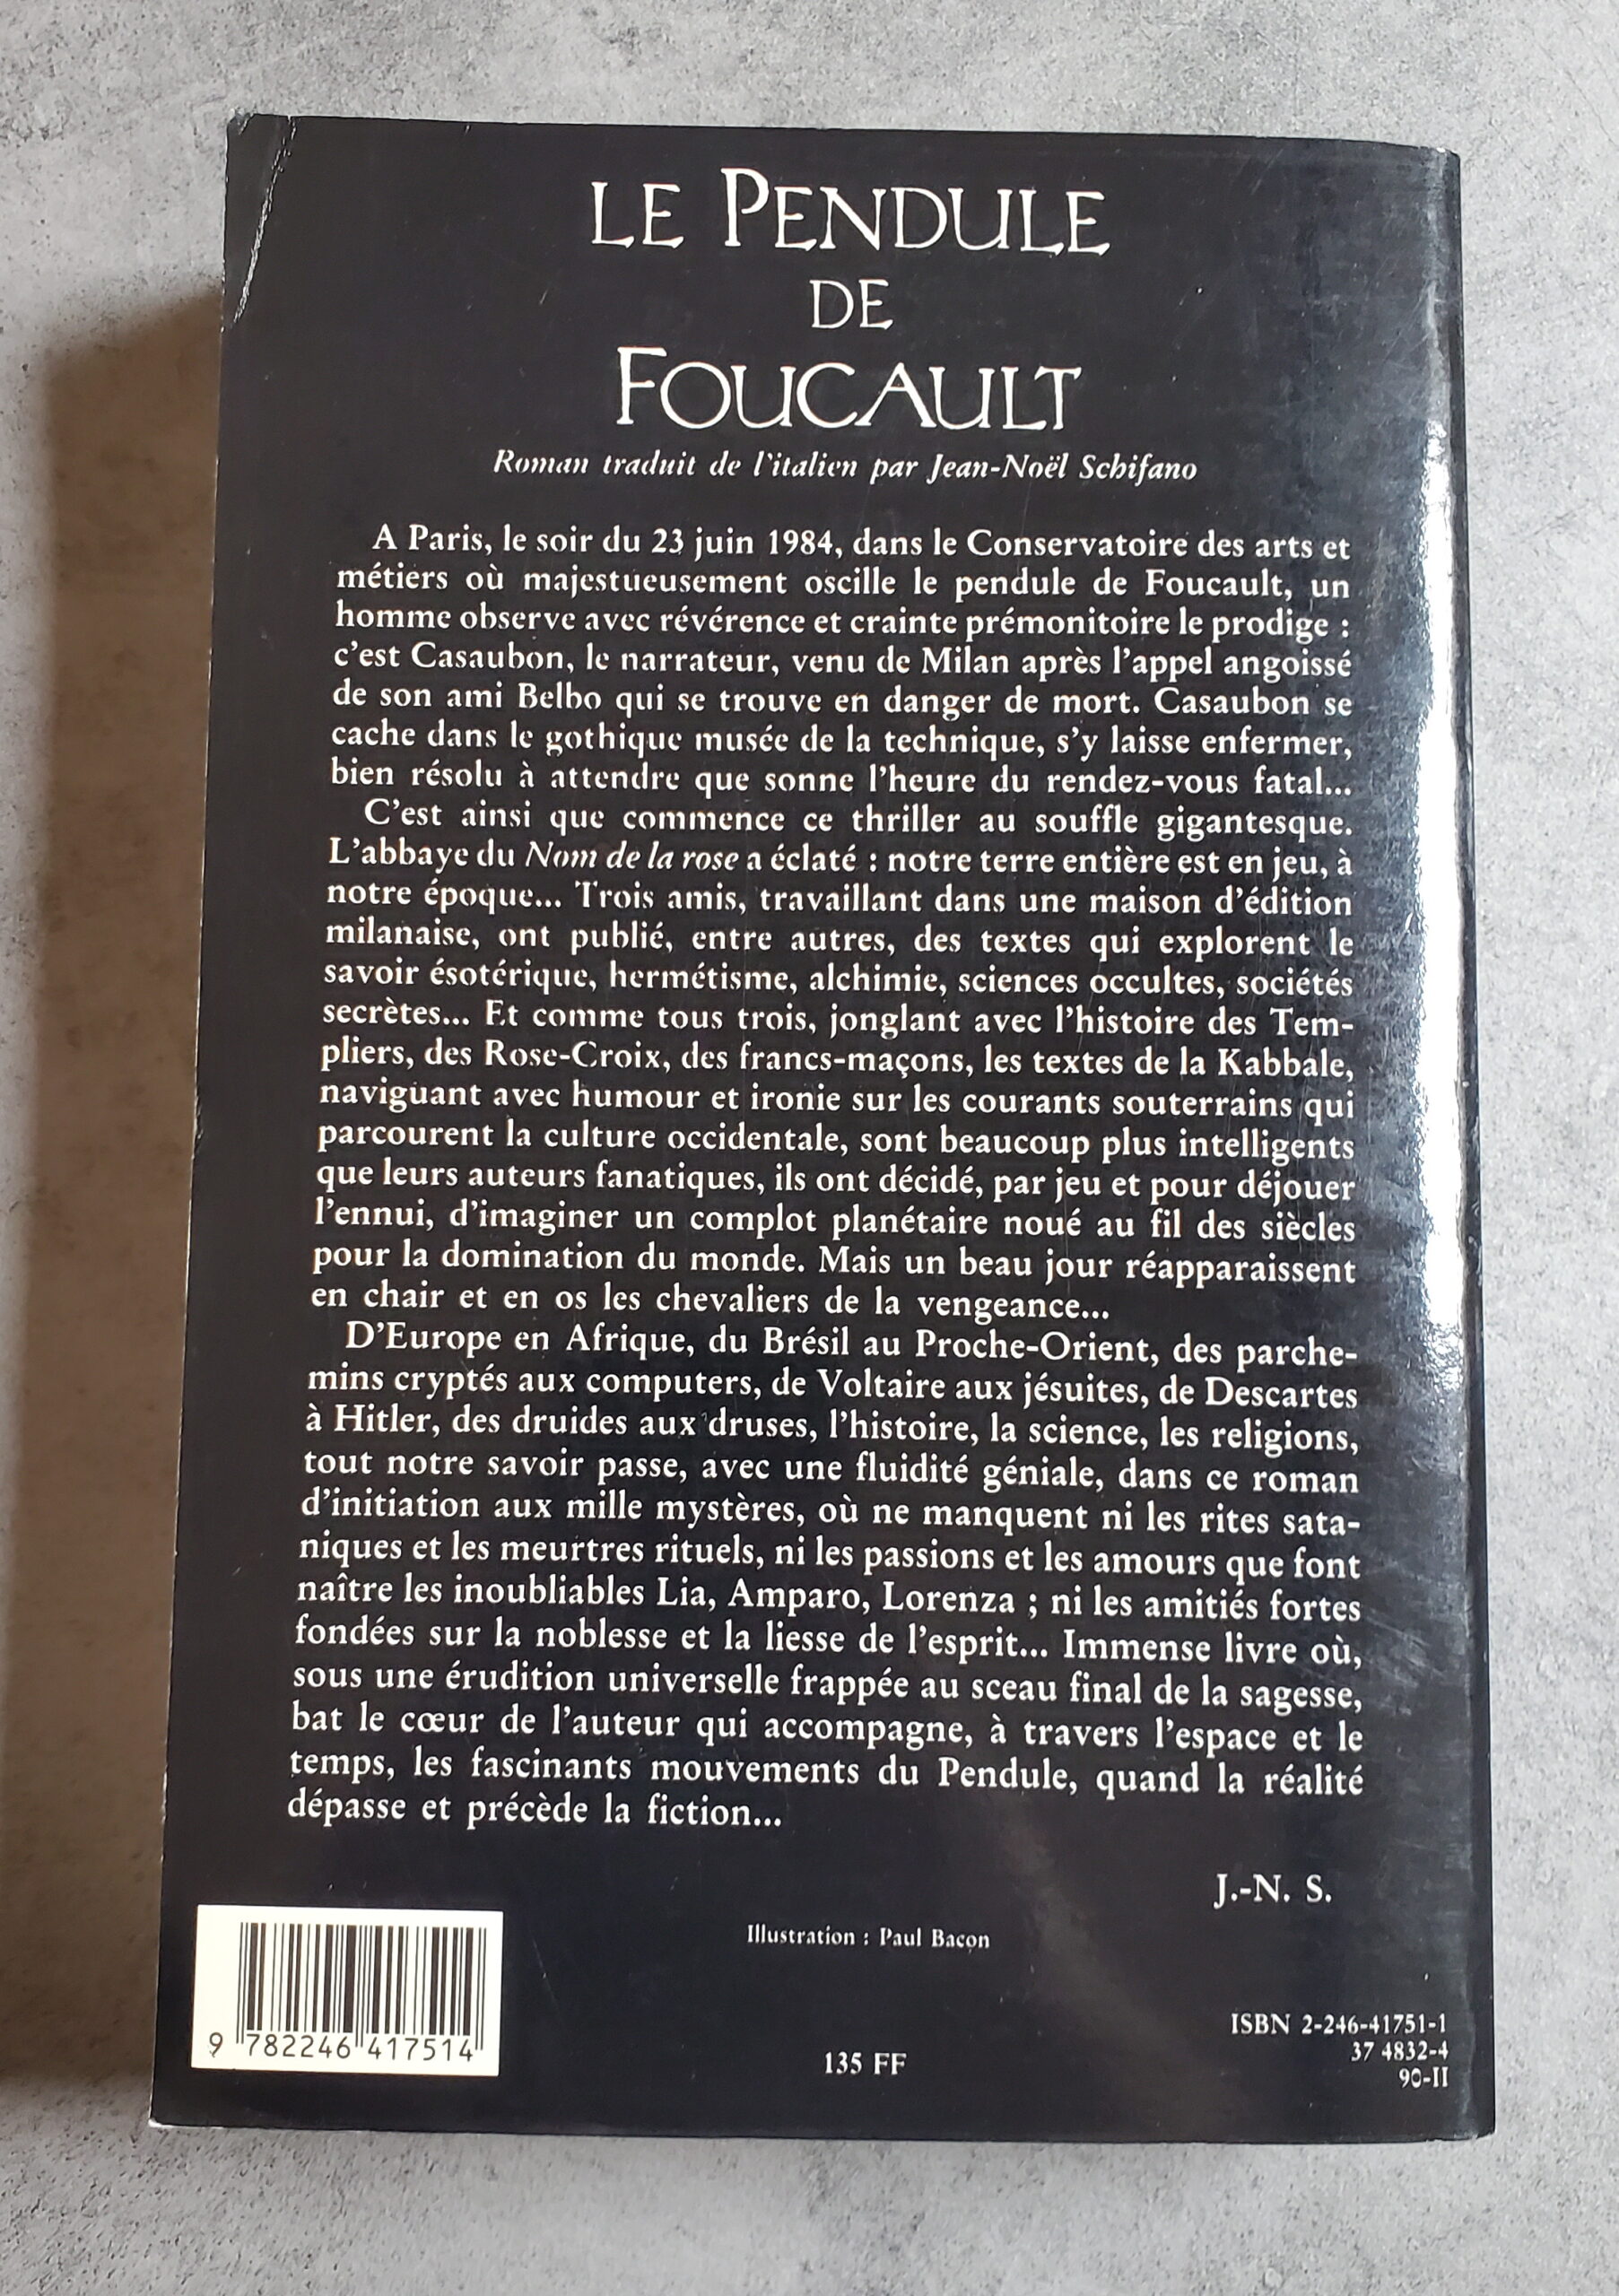 LE PENDULE
DE
FOUCAULT
Roman traduit de l'italien par Jean-Noël Schifano
A Paris, le soir du 23 juin 1984, dans le Conservatoire des arts et
métiers où majestueusement oscille le pendule de Foucault, un
homme observe avec révérence et crainte prémonitoire le prodige :
c'est Casaubon, le narrateur, venu de Milan après l'appel angoissé
de son ami Belbo qui se trouve en danger de mort. Casaubon se
cache dans le gothique musée de la technique, s'y laisse enfermer,
bien résolu à attendre que sonne l'heure du rendez-vous fatal...
C'est ainsi que commence ce thriller au souffle gigantesque.
L'abbaye du Nom de la rose a éclaté : notre terre entière est en jeu, à
notre époque... Trois amis, travaillant dans une maison d'édition
milanaise, ont publié, entre autres, des textes qui explorent le
savoir ésotérique, hermétisme, alchimie, sciences occultes, sociétés
secrètes... Et comme tous trois, jonglant avec l'histoire des Tem-
pliers, des Rose-Croix, des francs-maçons, les textes de la Kabbale,
naviguant avec humour et ironie sur les courants souterrains qui
parcourent la culture occidentale, sont beaucoup plus intelligents
que leurs auteurs fanatiques, ils ont décidé, par jeu et pour déjouer
l'ennui, d'imaginer un complot planétaire noué au fil des siècles
pour la domination du monde. Mais un beau jour réapparaissent
en chair et en os les chevaliers de la vengeance...
D'Europe en Afrique, du Brésil au Proche-Orient, des parche-
mins cryptés aux computers, de Voltaire aux jésuites, de Descartes
à Hitler, des druides aux druses, l'histoire, la science, les religions,
tout notre savoir passe, avec une fluidité géniale, dans ce roman
d'initiation aux mille mystères, où ne manquent ni les rites sata-
niques et les meurtres rituels, ni les passions et les amours que font
naître les inoubliables Lia, Amparo, Lorenza ; ni les amitiés fortes
fondées sur la noblesse et la liesse de l'esprit... Immense livre où,
sous une érudition universelle frappée au sceau final de la sagesse,
bat le cœur de l'auteur qui accompagne, à travers l'espace et le
temps, les fascinants mouvements du Pendule, quand la réalité
dépasse et précède la fiction...
J.-N. S.
Illustration : Paul Bacon
9 782246 417514
135 FF
ISBN 2-246-41751-1
37 4832-4
90-II